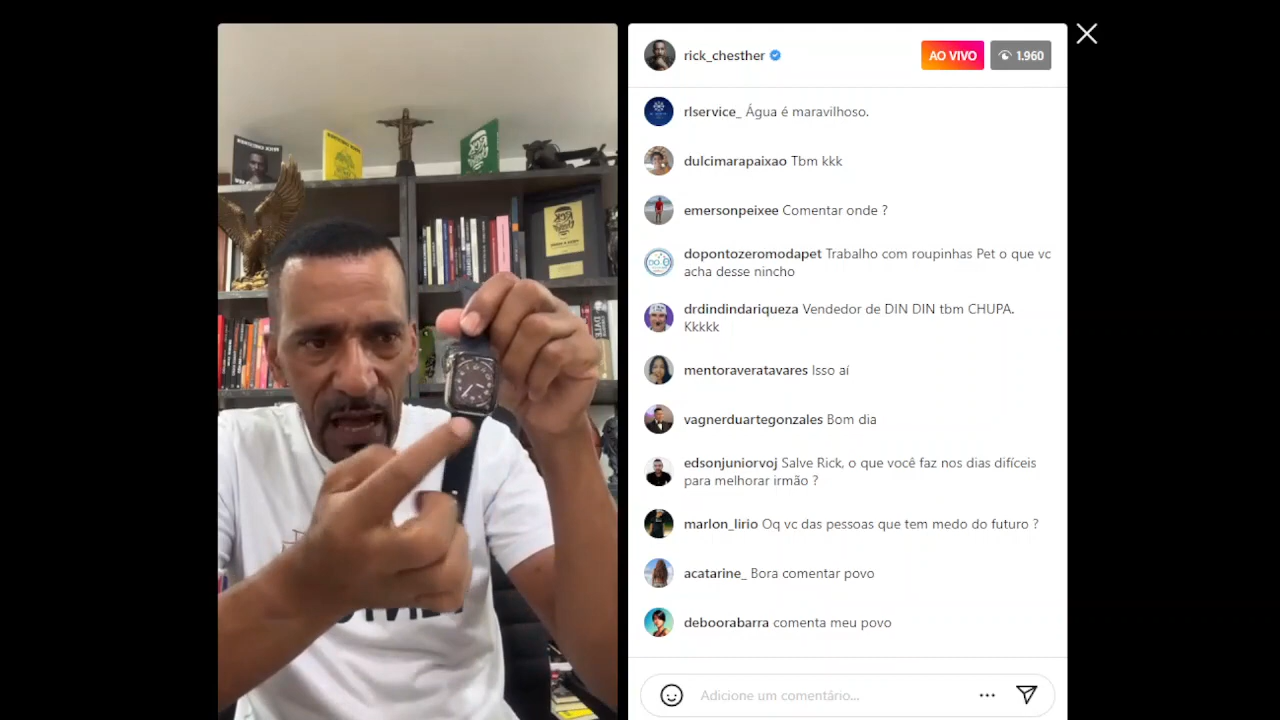 rick_chesther
AO VIVO
1.960
rlservice_ Água é maravilhoso.
dulcimarapaixao Tbm kkk
emersonpeixee Comentar onde ?
dopontozeromodapet Trabalho com roupinhas Pet o que vc
acha desse nincho
drdindindariqueza Vendedor de DIN DIN tbm CHUPA.
Kkkkk
mentoraveratavares Isso aí
vagnerduartegonzales Bom dia
edsonjuniorvoj Salve Rick, o que você faz nos dias difíceis
para melhorar irmão ?
marlon_lirio Oq vc das pessoas que tem medo do futuro ?
acatarine_ Bora comentar povo
deboorabarra comenta meu povo
Adicione um comentário...